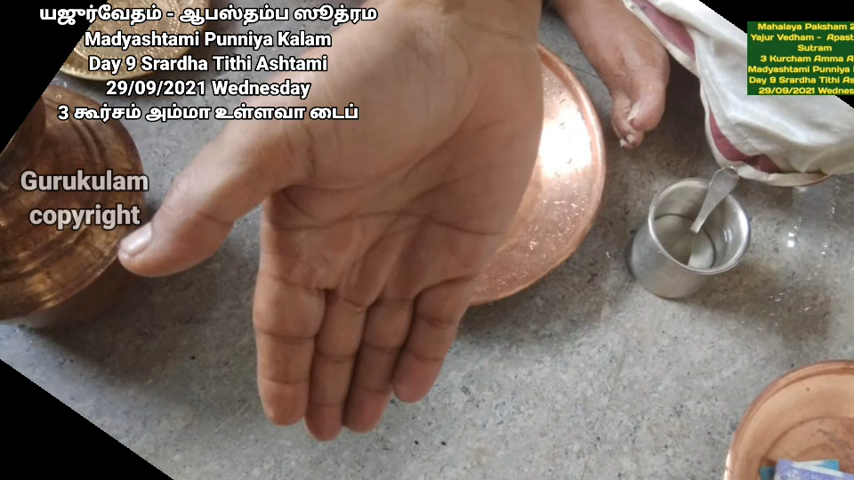 யஜுர்வேதம் - ஆபஸ்தம்ப ஸூத்ரம
Madyashtami Punniya Kalam
Day 9 Srardha Tithi Ashtami
29/09/2021 Wednesday
3 கூர்சம் அம்மா உள்ளவா டைப்
Gurukulam
copyright
Mahalaya Paksham 2
Yajur Vedham - Apast
Sutram
3 Kurcham Amma A
Madyashtami Punniya
Day 9 Srardha Tithi As
29/09/2021 Wednes